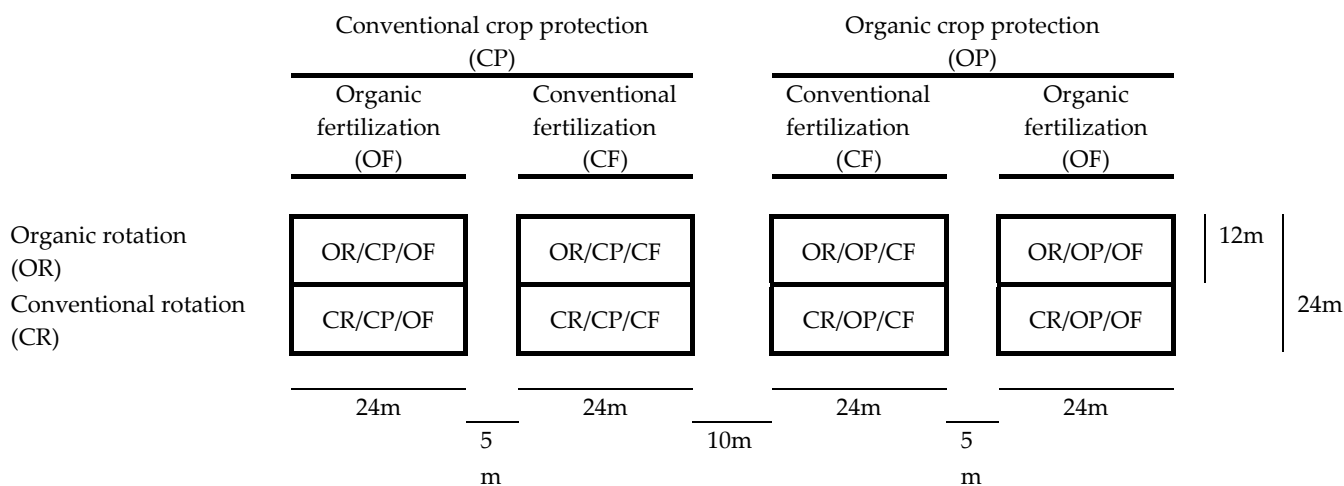 Conventional crop protection
(CP)
Organic crop protection
(OP)
Organic
fertilization
(OF)
Conventional
fertilization
(CF)
Conventional
fertilization
(CF)
Organic
fertilization
(OF)
Organic rotation
(OR)
OR/CP/OF
OR/CP/CF
OR/OP/CF
OR/OP/OF
12m
Conventional rotation
(CR)
CR/CP/OF
CR/CP/CF
CR/OP/CF
CR/OP/OF
24m
24m
24m
24m
24m
5
m
10m
5
m